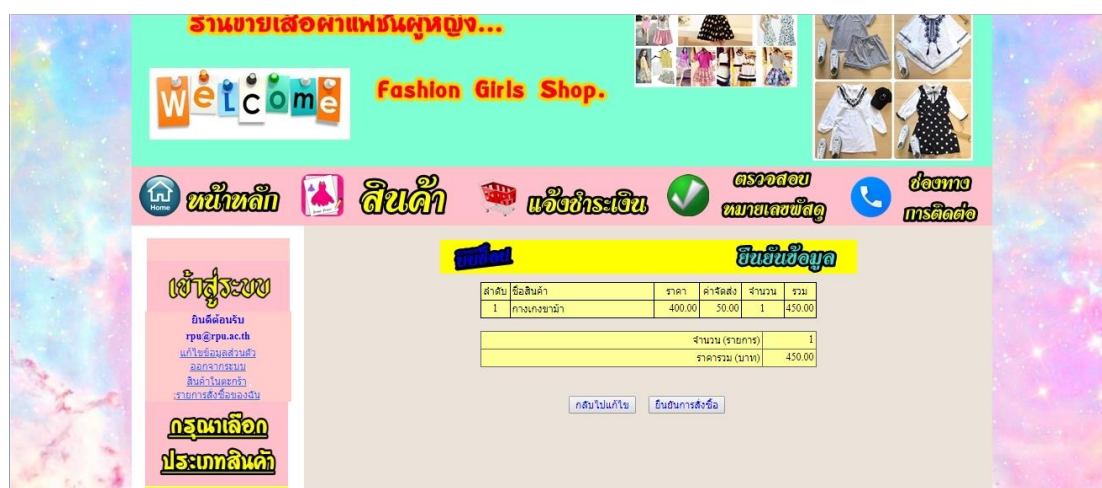 ร้านขายเสื้อผ้าแฟชั่นผู้หญิง...
Welcome
Fashion Girls Shop.
Home
หน้าหลัก
สินค้า
แจ้งชำระเงิน
ตรวจสอบ
หมายเลขพัสดุ
ช่องทาง
การติดต่อ
เข้าสู่ระบบ
ยินดีต้อนรับ
rpu@rpu.ac.th
แก้ไขข้อมูลส่วนตัว
ออกจากระบบ
สินค้าในตะกร้า
รายการสั่งซื้อของฉัน
กรุณาเลือก
ประเภทสินค้า
ยืนยันข้อมูล
ลำดับ ชื่อสินค้า ราคา ค่าจัดส่ง จำนวน รวม
1 กางเกงขาม้า 400.00 50.00 1 450.00
จำนวน (รายการ) 1
ราคารวม (บาท) 450.00
กลับไปแก้ไข ยืนยันการสั่งซื้อ